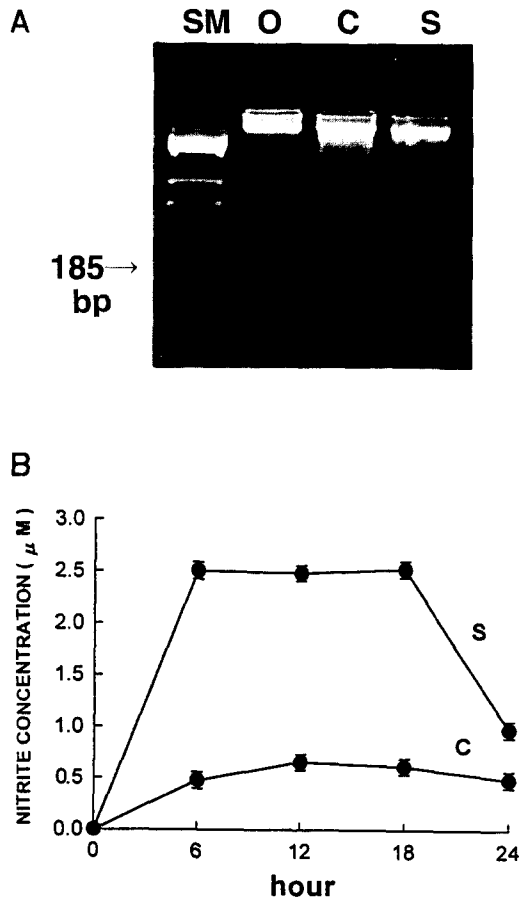 A
SM O C S
185→
bp
B
NITRITE CONCENTRATION ( μ M )
3.0
2.5
2.0
1.5
1.0
0.5
0.0
S
C
0 6 12 18 24
hour